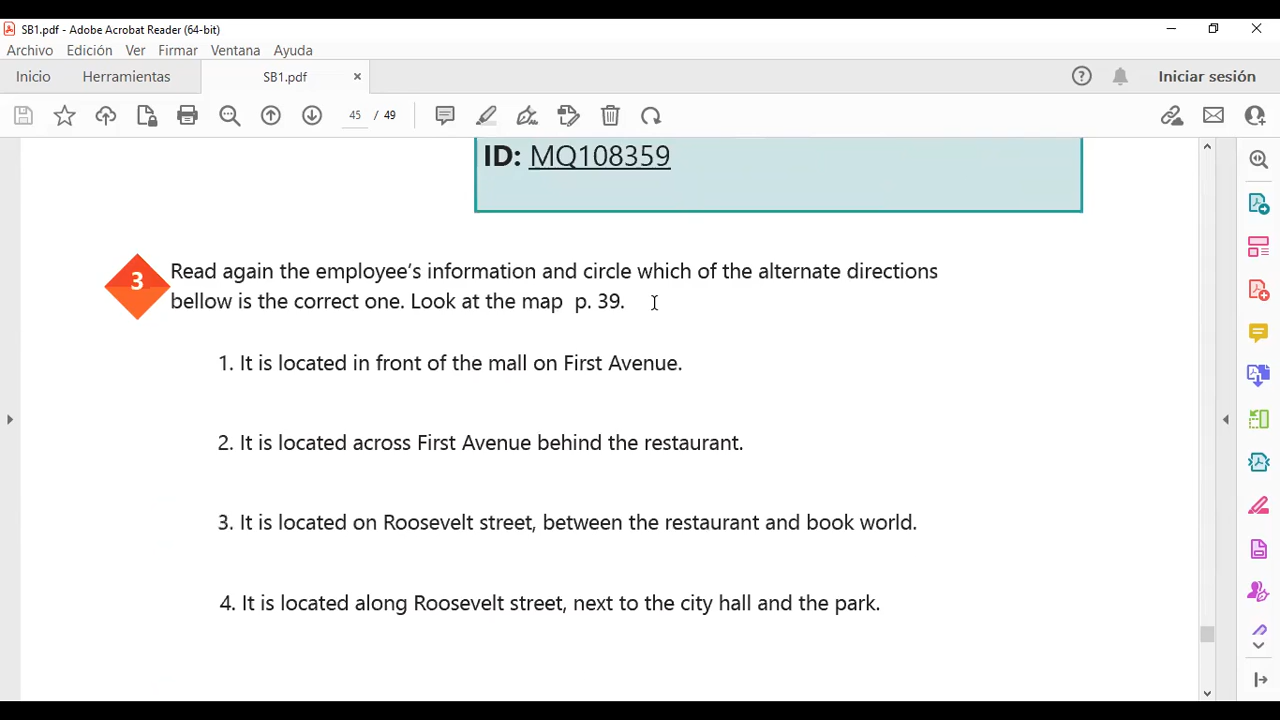 SB1.pdf - Adobe Acrobat Reader (64-bit)
Archivo Edición Ver Firmar Ventana Ayuda
Inicio Herramientas SB1.pdf × Iniciar sesión
45 / 49
ID: MQ108359
3
Read again the employee's information and circle which of the alternate directions
bellow is the correct one. Look at the map p. 39.
1. It is located in front of the mall on First Avenue.
2. It is located across First Avenue behind the restaurant.
3. It is located on Roosevelt street, between the restaurant and book world.
4. It is located along Roosevelt street, next to the city hall and the park.